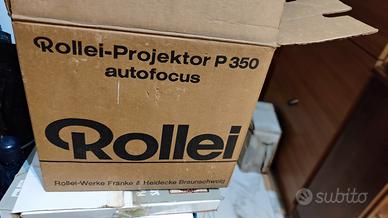 Rollei-Projektor P 350
autofocus
Rollei
Rollei-Werke Franke & Heidecke Braunschweig
subito